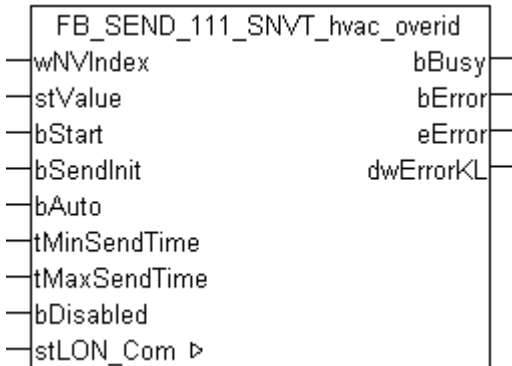 FB_SEND_111_SNVT_hvac_overid
wNVIndex bBusy
stValue bError
bStart eError
bSendInit dwErrorKL
bAuto
tMinSendTime
tMaxSendTime
bDisabled
stLON_Com ▷